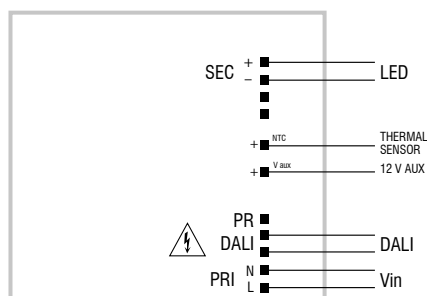 SEC + LED
−
+ NTC THERMAL SENSOR
+ V aux 12 V AUX
PR
DALI DALI
PRI N Vin
L